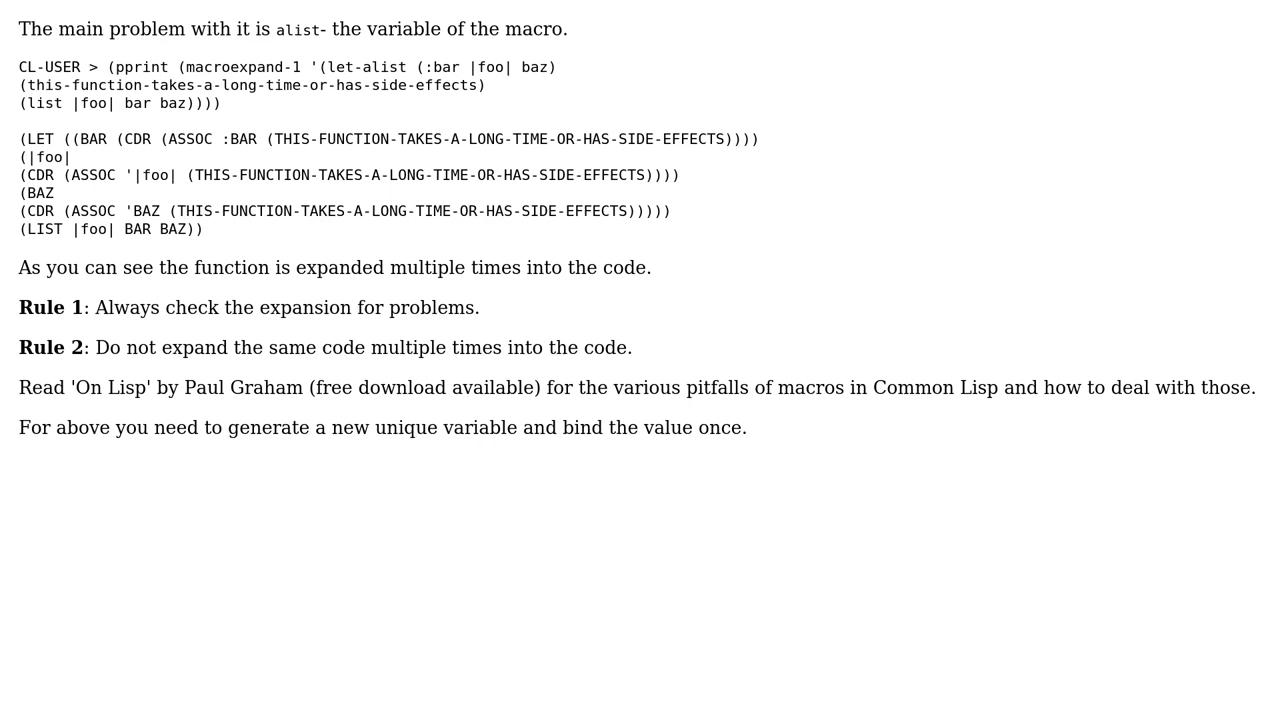 The main problem with it is alist- the variable of the macro.
CL-USER > (pprint (macroexpand-1 '(let-alist (:bar |foo| baz)
(this-function-takes-a-long-time-or-has-side-effects)
(list |foo| bar baz))))
(LET ((BAR (CDR (ASSOC :BAR (THIS-FUNCTION-TAKES-A-LONG-TIME-OR-HAS-SIDE-EFFECTS))))
(|foo|
(CDR (ASSOC '|foo| (THIS-FUNCTION-TAKES-A-LONG-TIME-OR-HAS-SIDE-EFFECTS))))
(BAZ
(CDR (ASSOC 'BAZ (THIS-FUNCTION-TAKES-A-LONG-TIME-OR-HAS-SIDE-EFFECTS)))))
(LIST |foo| BAR BAZ))
As you can see the function is expanded multiple times into the code.
Rule 1: Always check the expansion for problems.
Rule 2: Do not expand the same code multiple times into the code.
Read 'On Lisp' by Paul Graham (free download available) for the various pitfalls of macros in Common Lisp and how to deal with those.
For above you need to generate a new unique variable and bind the value once.